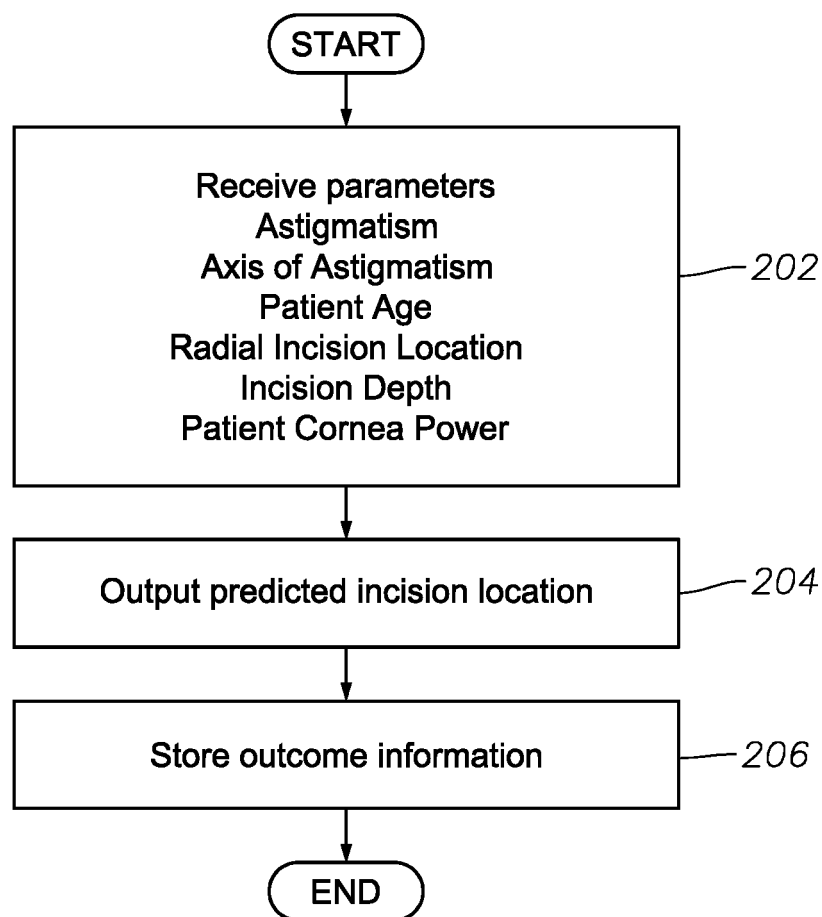 START
Receive parameters
Astigmatism
Axis of Astigmatism
Patient Age
Radial Incision Location
Incision Depth
Patient Cornea Power
202
Output predicted incision location
204
Store outcome information
206
END